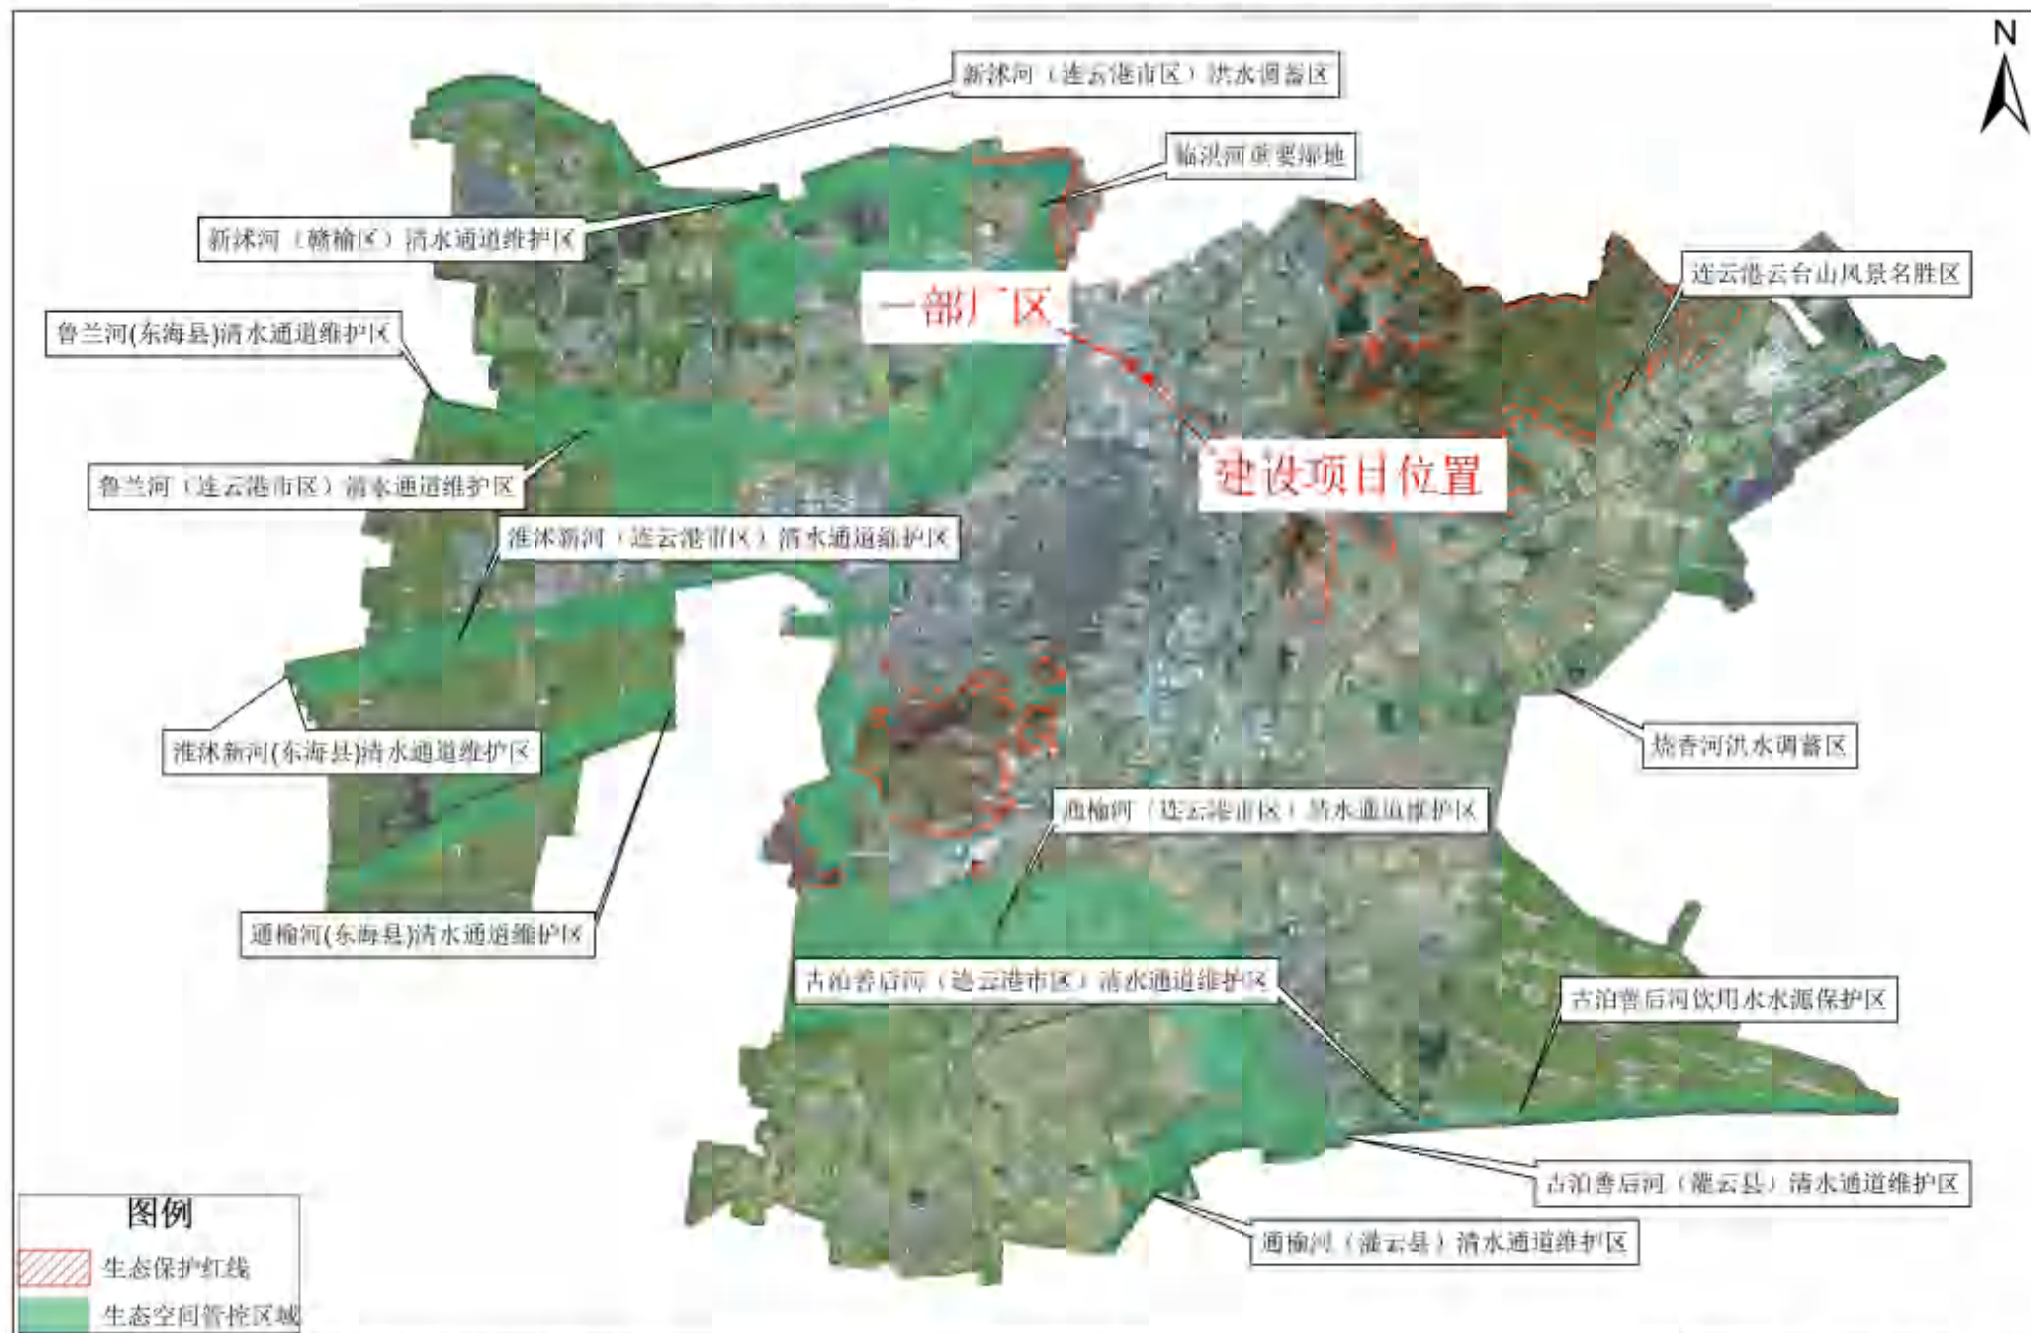 N
新沭河（连云港市区）洪水调蓄区
临洪河重要湿地
新沭河（赣榆区）清水通道维护区
连云港云台山风景名胜区
一部厂区
鲁兰河(东海县)清水通道维护区
建设项目位置
鲁兰河（连云港市区）清水通道维护区
淮沭新河（连云港市区）清水通道维护区
淮沭新河(东海县)清水通道维护区
烧香河洪水调蓄区
通榆河（连云港市区）清水通道维护区
通榆河(东海县)清水通道维护区
古泊善后河（连云港市区）清水通道维护区
古泊善后河饮用水水源保护区
古泊善后河（灌云县）清水通道维护区
通榆河（灌云县）清水通道维护区
图例
生态保护红线
生态空间管控区域